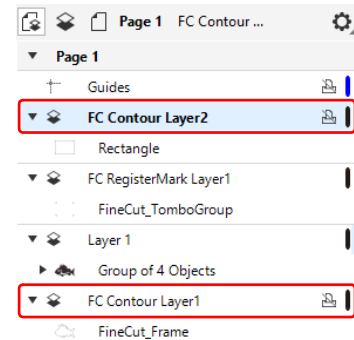 Page 1 FC Contour ...
Page 1
Guides
FC Contour Layer2
Rectangle
FC RegisterMark Layer1
FineCut_TomboGroup
Layer 1
Group of 4 Objects
FC Contour Layer1
FineCut_Frame